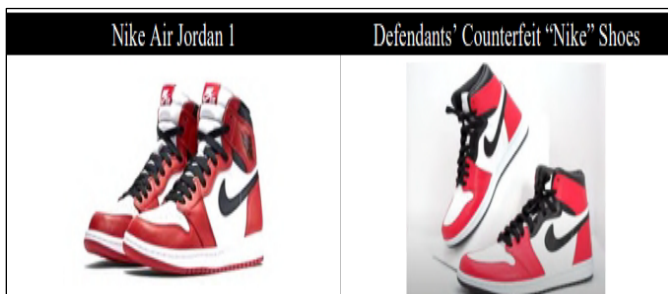 Nike Air Jordan 1
Defendants’ Counterfeit “Nike” Shoes